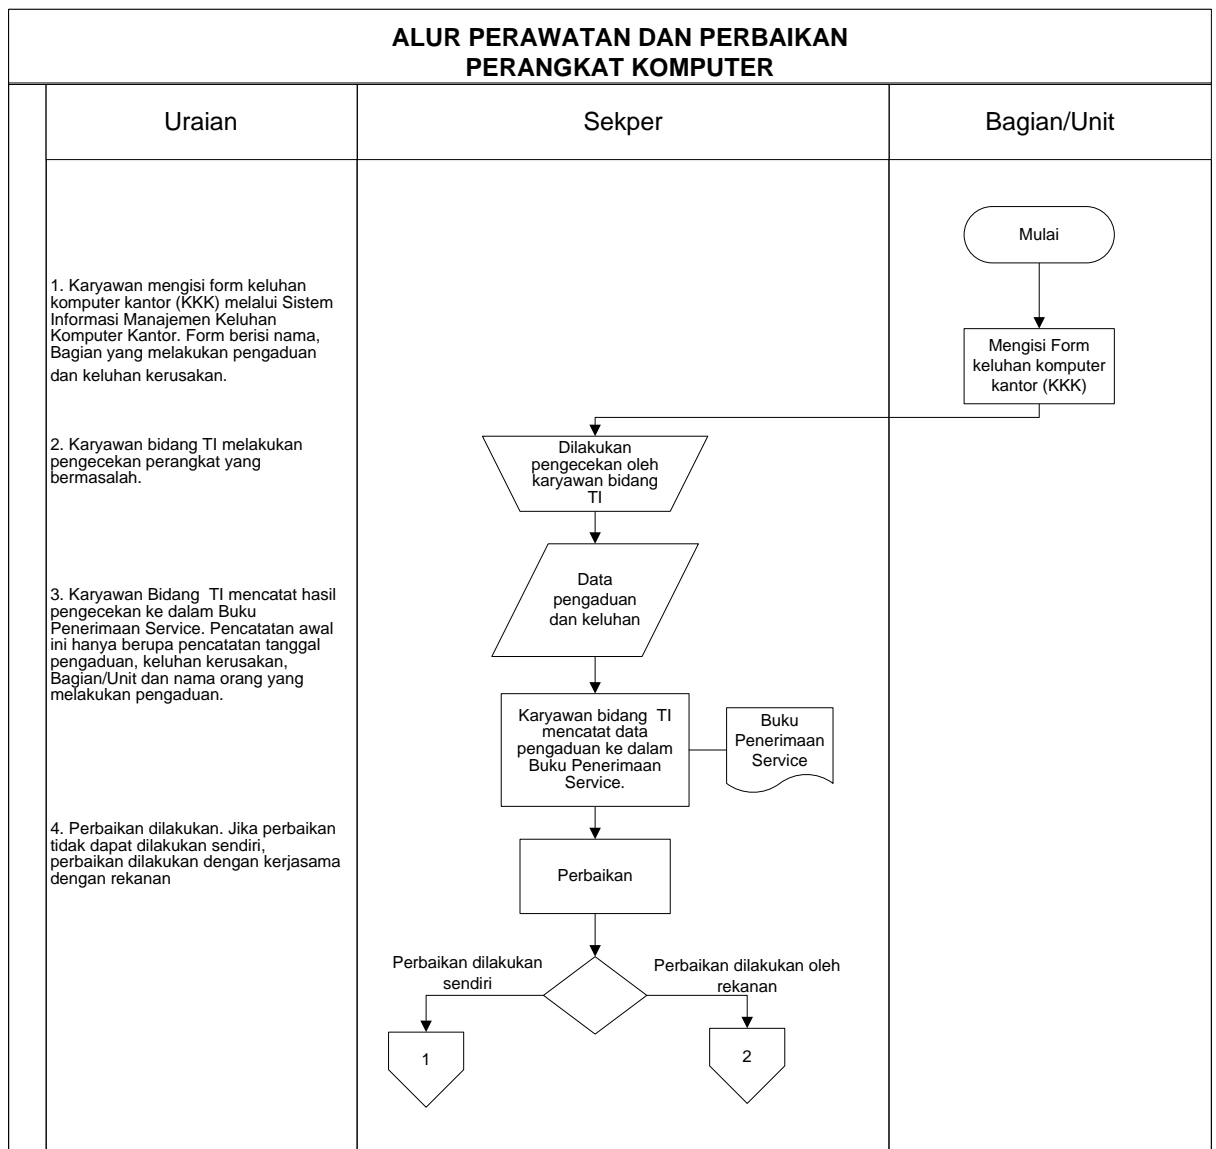 ALUR PERAWATAN DAN PERBAIKAN
PERANGKAT KOMPUTER
Uraian
Sekper
Bagian/Unit
Mulai
1. Karyawan mengisi form keluhan
komputer kantor (KKK) melalui Sistem
Informasi Manajemen Keluhan
Komputer Kantor. Form berisi nama,
Bagian yang melakukan pengaduan
dan keluhan kerusakan.
Mengisi Form
keluhan komputer
kantor (KKK)
2. Karyawan bidang TI melakukan
pengecekan perangkat yang
bermasalah.
Dilakukan
pengecekan oleh
karyawan bidang
TI
Data
pengaduan
dan keluhan
3. Karyawan Bidang  TI mencatat hasil
pengecekan ke dalam Buku
Penerimaan Service. Pencatatan awal
ini hanya berupa pencatatan tanggal
pengaduan, keluhan kerusakan,
Bagian/Unit dan nama orang yang
melakukan pengaduan.
Karyawan bidang  TI
mencatat data
pengaduan ke dalam
Buku Penerimaan
Service.
Buku
Penerimaan
Service
4. Perbaikan dilakukan. Jika perbaikan
tidak dapat dilakukan sendiri,
perbaikan dilakukan dengan kerjasama
dengan rekanan
Perbaikan
Perbaikan dilakukan
sendiri
Perbaikan dilakukan oleh
rekanan
1
2